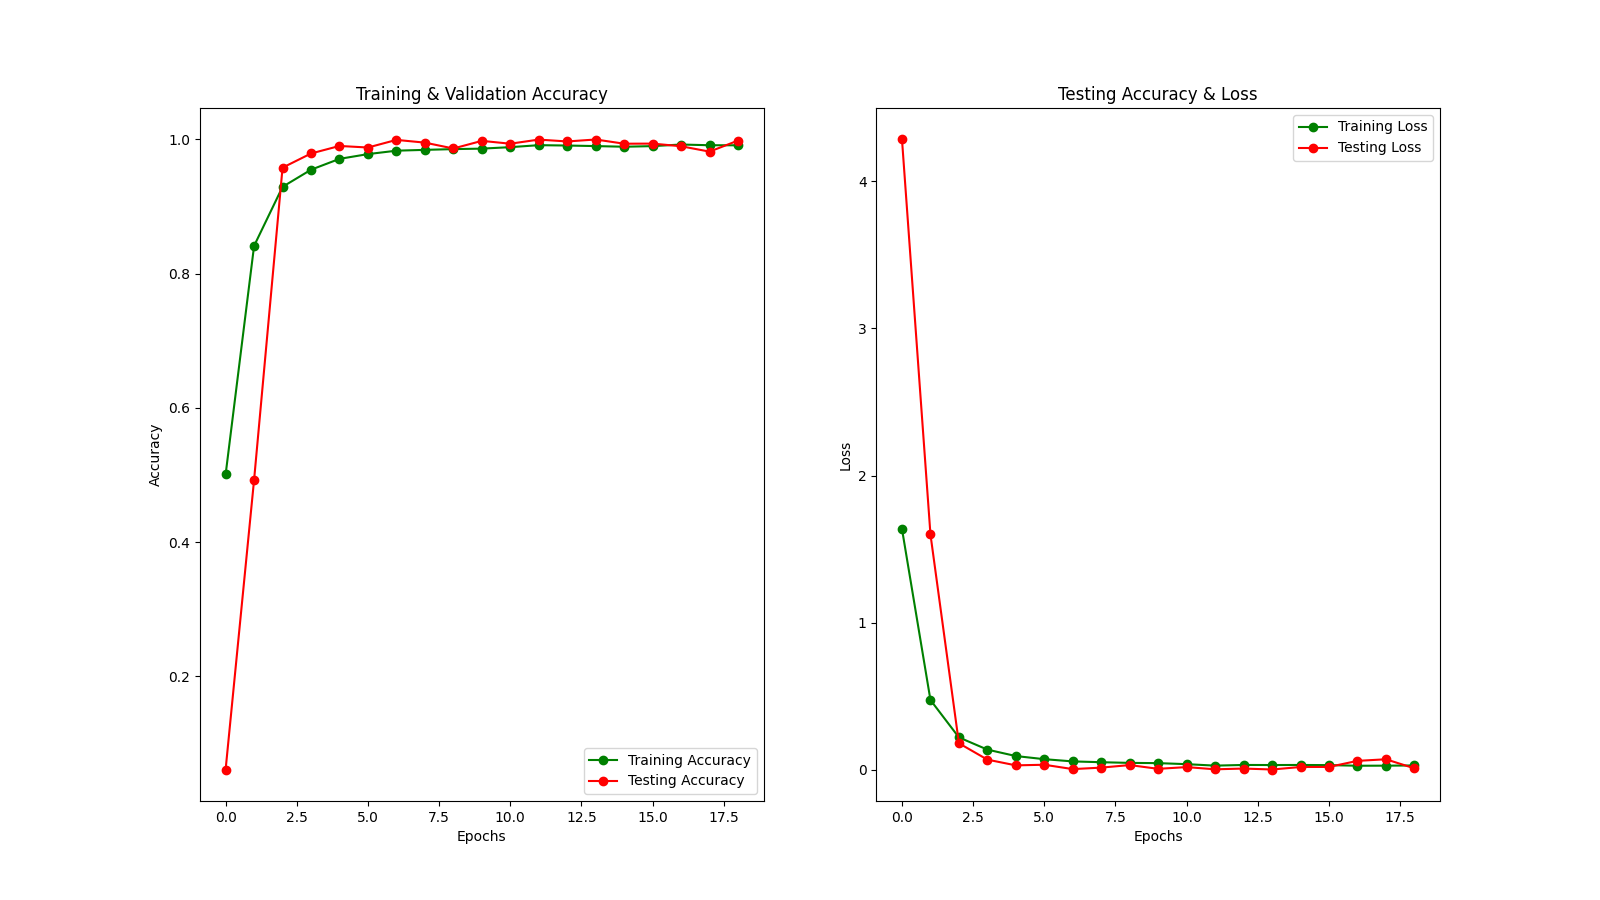 Training & Validation Accuracy
1.0
0.8
0.6
0.4
0.2
Accuracy
Training Accuracy
Testing Accuracy
0.0 2.5 5.0 7.5 10.0 12.5 15.0 17.5
Epochs
Testing Accuracy & Loss
Training Loss
Testing Loss
4
3
2
1
0
Loss
0.0 2.5 5.0 7.5 10.0 12.5 15.0 17.5
Epochs